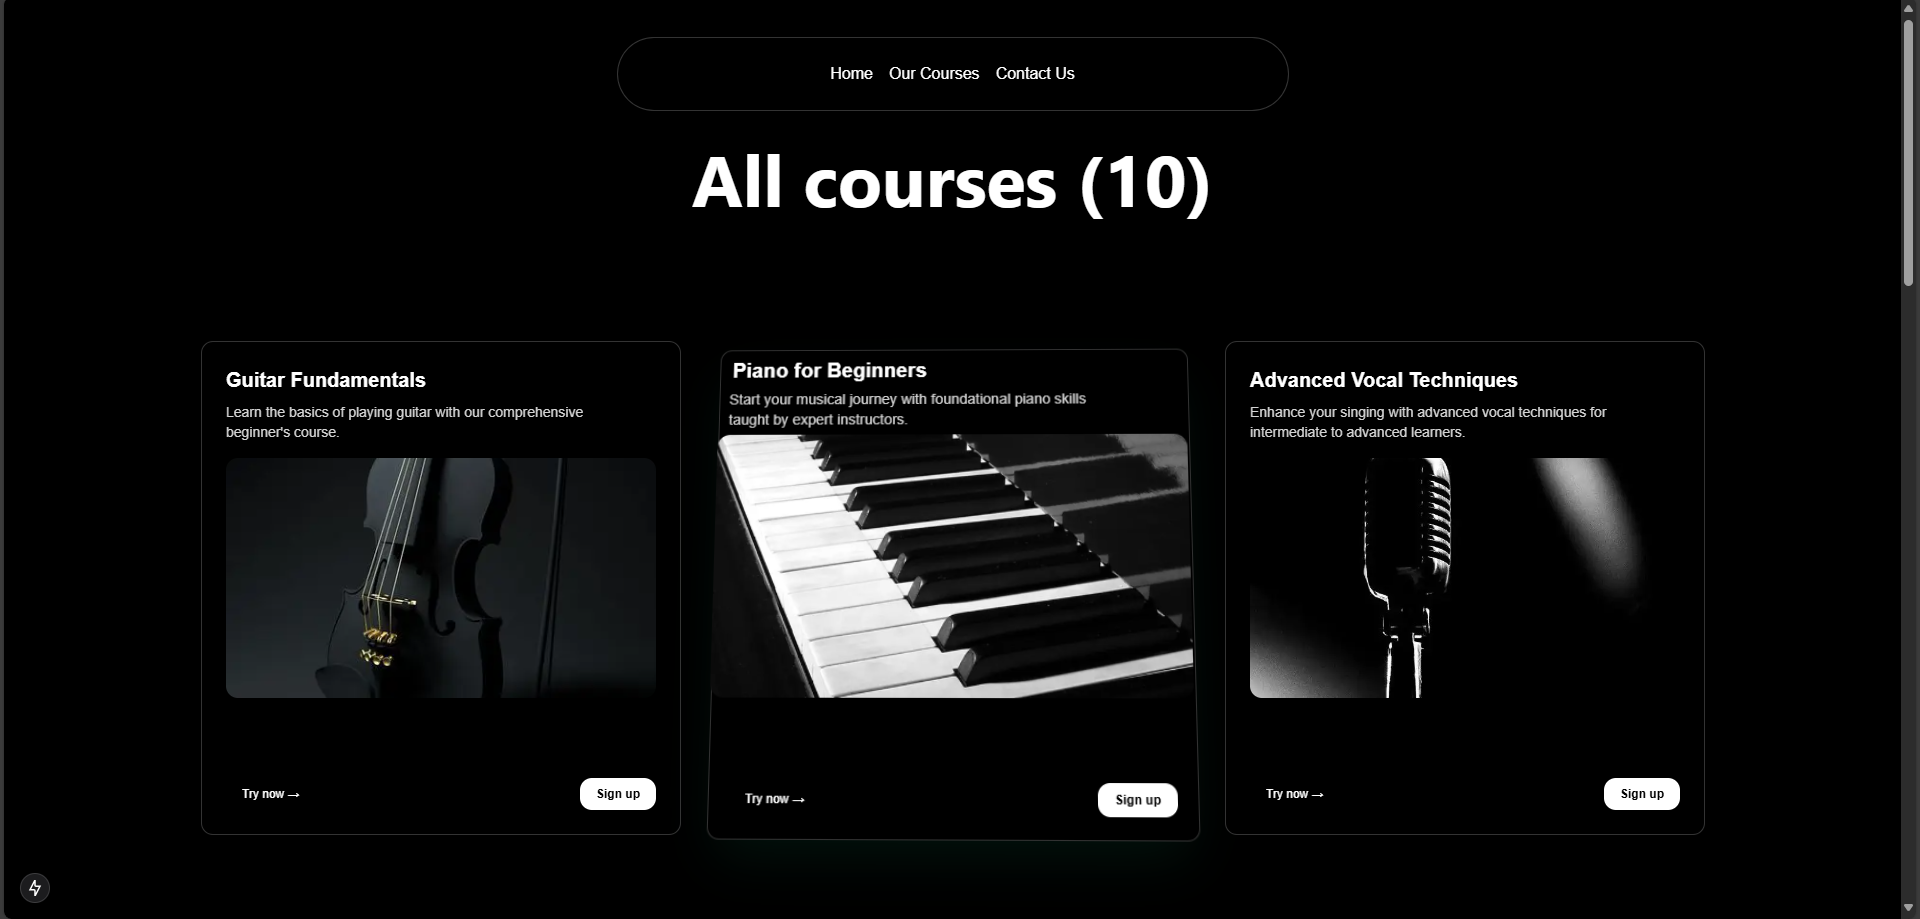 Home Our Courses Contact Us
All courses (10)
Guitar Fundamentals
Learn the basics of playing guitar with our comprehensive
beginner's course.
Try now →
Sign up
Piano for Beginners
Start your musical journey with foundational piano skills
taught by expert instructors.
Try now →
Sign up
Advanced Vocal Techniques
Enhance your singing with advanced vocal techniques for
intermediate to advanced learners.
Try now →
Sign up